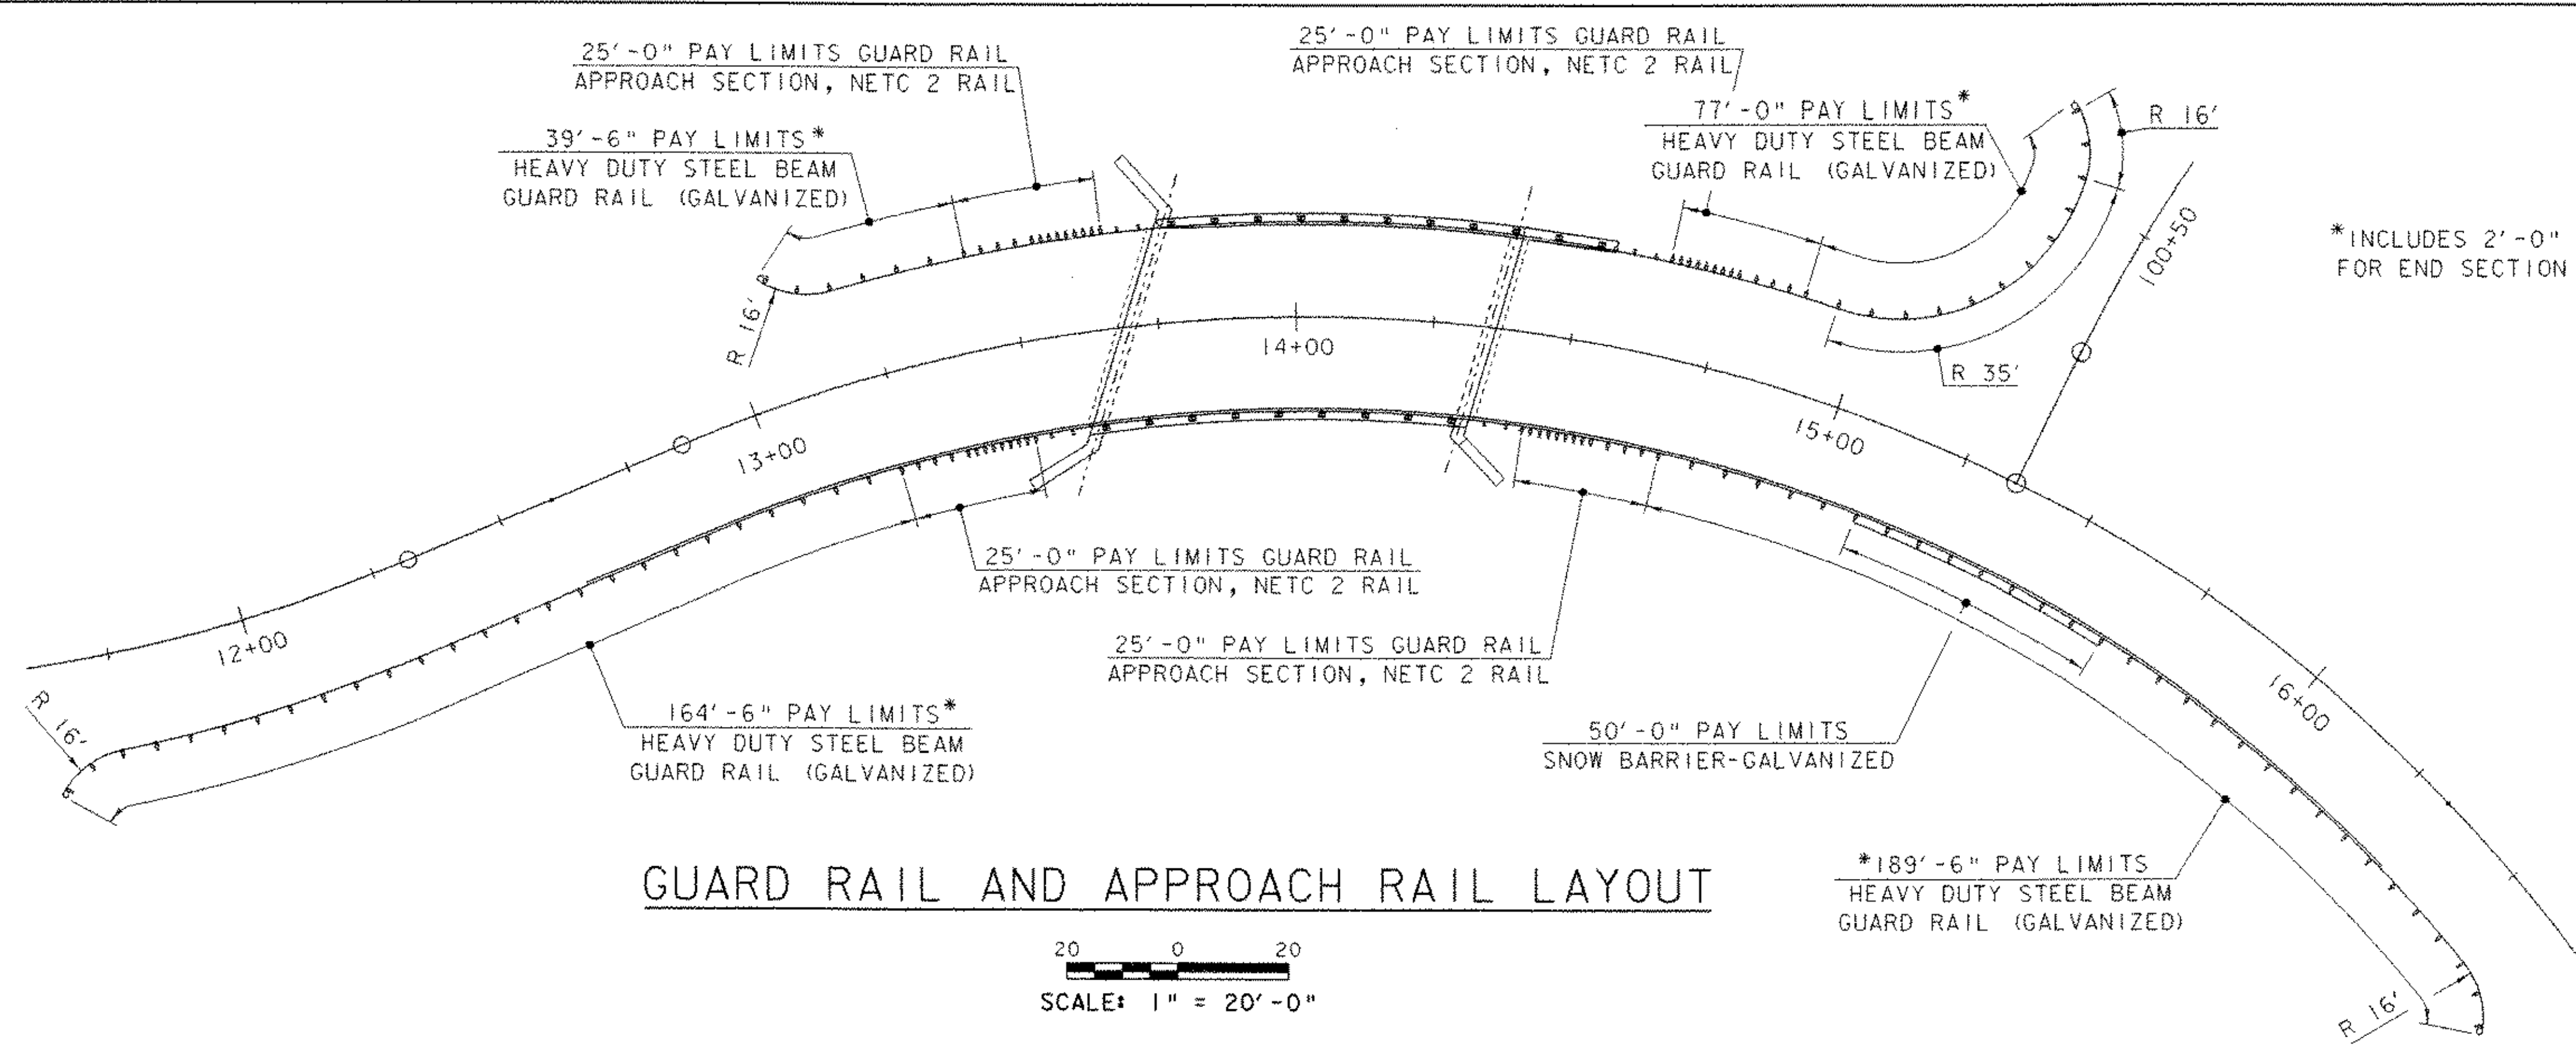 25'-0" PAY LIMITS GUARD RAIL
APPROACH SECTION, NETC 2 RAIL
25'-0" PAY LIMITS GUARD RAIL
APPROACH SECTION, NETC 2 RAIL
39'-6" PAY LIMITS*
HEAVY DUTY STEEL BEAM
GUARD RAIL (GALVANIZED)
77'-0" PAY LIMITS*
HEAVY DUTY STEEL BEAM
GUARD RAIL (GALVANIZED)
R 16'
100+50
*INCLUDES 2'-0"
FOR END SECTION
R 16'
14+00
R 35'
13+00
15+00
12+00
25'-0" PAY LIMITS GUARD RAIL
APPROACH SECTION, NETC 2 RAIL
25'-0" PAY LIMITS GUARD RAIL
APPROACH SECTION, NETC 2 RAIL
16+00
R 16'
164'-6" PAY LIMITS*
HEAVY DUTY STEEL BEAM
GUARD RAIL (GALVANIZED)
50'-0" PAY LIMITS
SNOW BARRIER-GALVANIZED
*189'-6" PAY LIMITS
HEAVY DUTY STEEL BEAM
GUARD RAIL (GALVANIZED)
R 16'
GUARD RAIL AND APPROACH RAIL LAYOUT
20 0 20
SCALE: 1" = 20'-0"